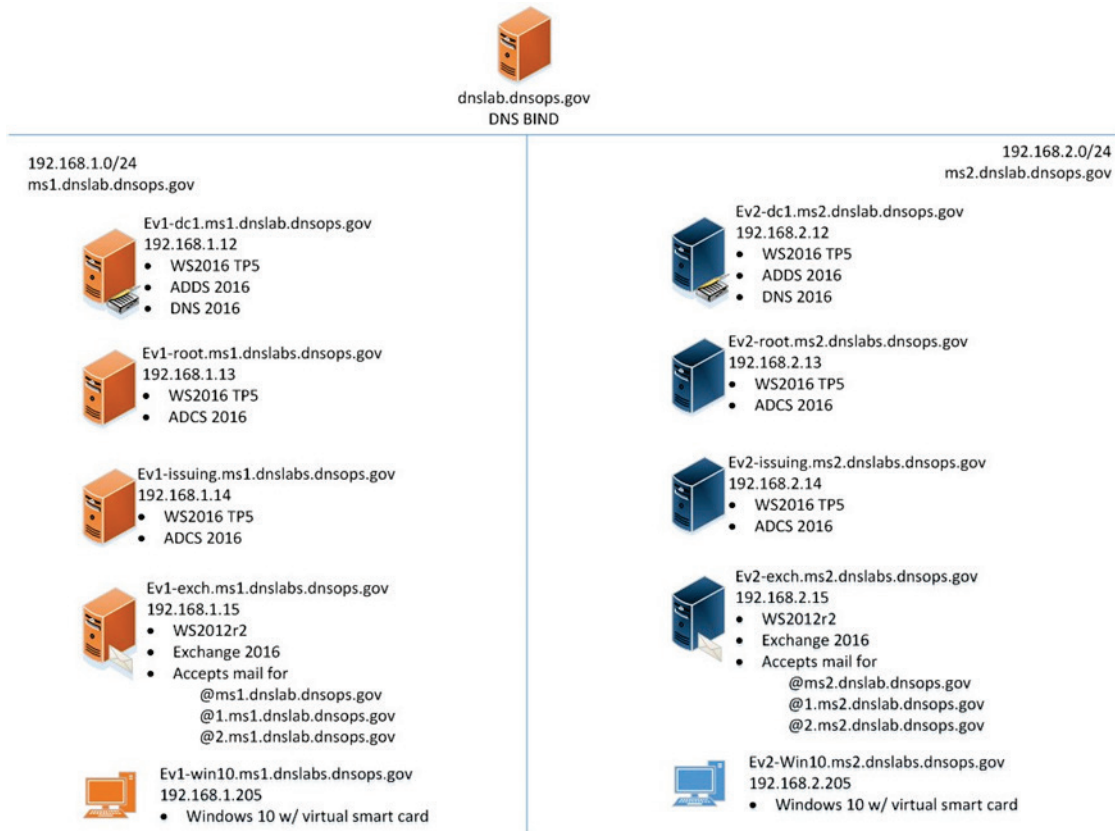 dnslab.dnsops.gov
DNS BIND
192.168.1.0/24
ms1.dnslab.dnsops.gov
Ev1-dc1.ms1.dnslab.dnsops.gov
192.168.1.12
• WS2016 TP5
• ADDS 2016
• DNS 2016
Ev1-root.ms1.dnslabs.dnsops.gov
192.168.1.13
• WS2016 TP5
• ADCS 2016
Ev1-issuing.ms1.dnslabs.dnsops.gov
192.168.1.14
• WS2016 TP5
• ADCS 2016
Ev1-exch.ms1.dnslabs.dnsops.gov
192.168.1.15
• WS2012r2
• Exchange 2016
• Accepts mail for
@ms1.dnslab.dnsops.gov
@1.ms1.dnslab.dnsops.gov
@2.ms1.dnslab.dnsops.gov
Ev1-win10.ms1.dnslabs.dnsops.gov
192.168.1.205
• Windows 10 w/ virtual smart card
192.168.2.0/24
ms2.dnslab.dnsops.gov
Ev2-dc1.ms2.dnslab.dnsops.gov
192.168.2.12
• WS2016 TP5
• ADDS 2016
• DNS 2016
Ev2-root.ms2.dnslabs.dnsops.gov
192.168.2.13
• WS2016 TP5
• ADCS 2016
Ev2-issuing.ms2.dnslabs.dnsops.gov
192.168.2.14
• WS2016 TP5
• ADCS 2016
Ev2-exch.ms2.dnslabs.dnsops.gov
192.168.2.15
• WS2012r2
• Exchange 2016
• Accepts mail for
@ms2.dnslab.dnsops.gov
@1.ms2.dnslab.dnsops.gov
@2.ms2.dnslab.dnsops.gov
Ev2-Win10.ms2.dnslabs.dnsops.gov
192.168.2.205
• Windows 10 w/ virtual smart card